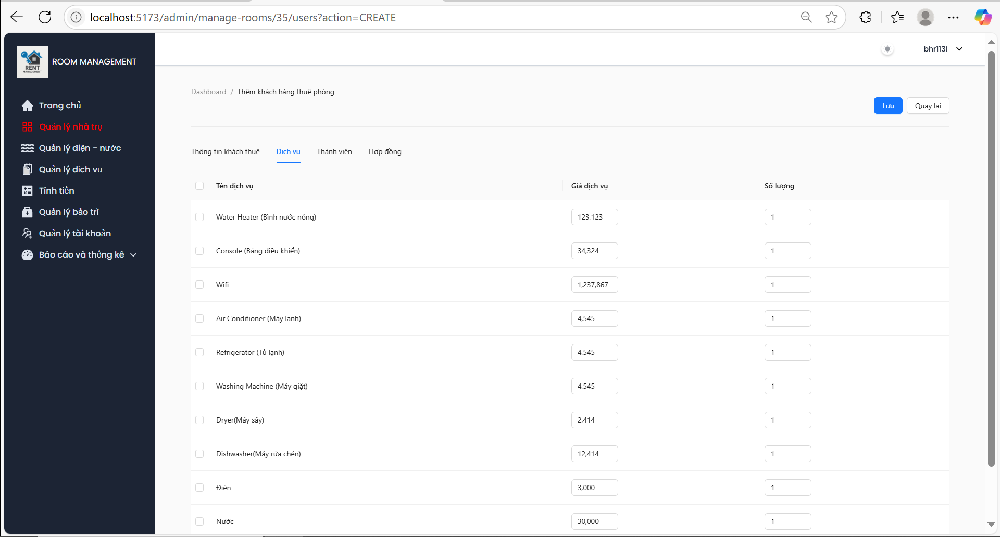 localhost:5173/admin/manage-rooms/35/users?action=CREATE
RENT
MANAGEMENT
ROOM MANAGEMENT
bhr113!
Trang chủ
Quản lý nhà trọ
Quản lý điện - nước
Quản lý dịch vụ
Tính tiền
Quản lý bảo trì
Quản lý tài khoản
Báo cáo và thống kê
Dashboard / Thêm khách hàng thuê phòng
Lưu
Quay lại
Thông tin khách thuê Dịch vụ Thành viên Hợp đồng
Tên dịch vụ Giá dịch vụ Số lượng
Water Heater (Bình nước nóng) 123,123 1
Console (Bảng điều khiển) 34,324 1
Wifi 1,237,867 1
Air Conditioner (Máy lạnh) 4,545 1
Refrigerator (Tủ lạnh) 4,545 1
Washing Machine (Máy giặt) 4,545 1
Dryer(Máy sấy) 2,414 1
Dishwasher(Máy rửa chén) 12,414 1
Điện 3,000 1
Nước 30,000 1